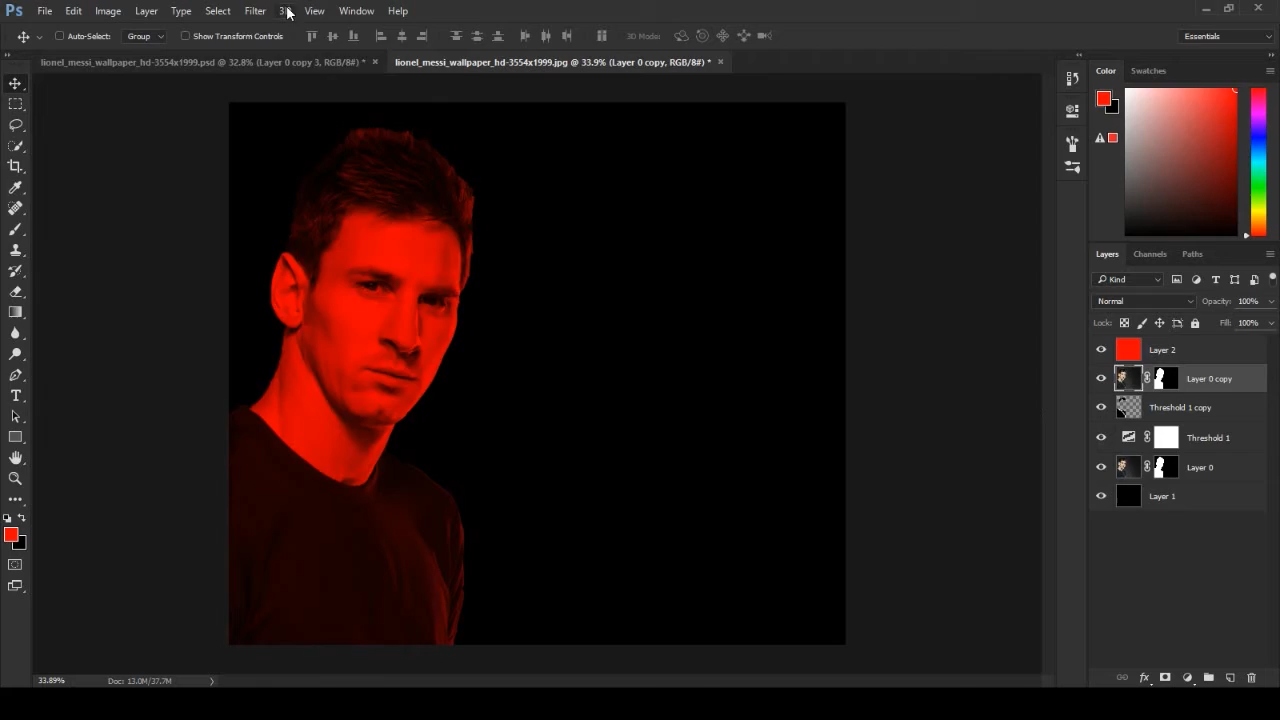 Ps File Edit Image Layer Type Select Filter View Window Help
Auto-Select: Group Show Transform Controls 3D Mode: Essentials
lionel_messi_wallpaper_hd-3554x1999.psd @ 32.8% (Layer 0 copy 3, RGB/8#) * × lionel_messi_wallpaper_hd-3554x1999.jpg @ 33.9% (Layer 0 copy, RGB/8#) * ×
Color Swatches
Layers Channels Paths
Kind
Normal Opacity: 100%
Lock: Fill: 100%
Layer 2
Layer 0 copy
Threshold 1 copy
Threshold 1
Layer 0
Layer 1
33.89% Doc: 13.0M/37.7M